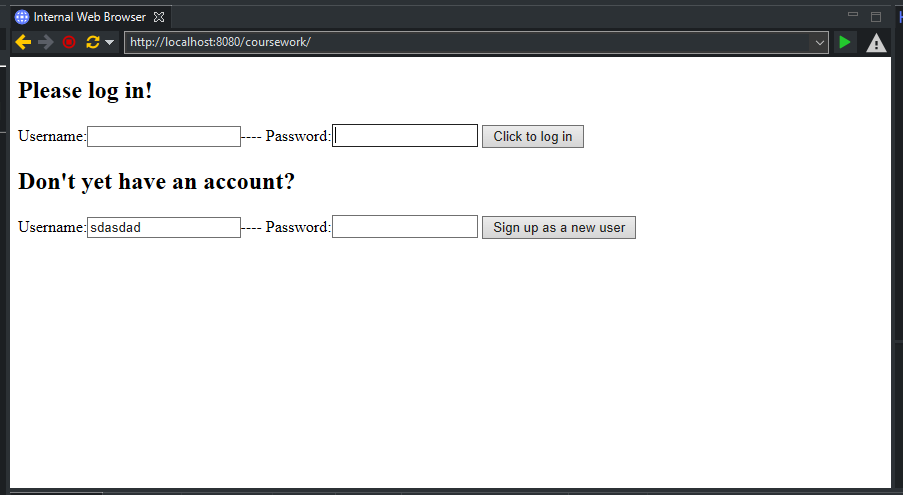 Internal Web Browser
http://localhost:8080/coursework/
Please log in!
Username: ---- Password: Click to log in
Don't yet have an account?
Username: sdasdad ---- Password: Sign up as a new user